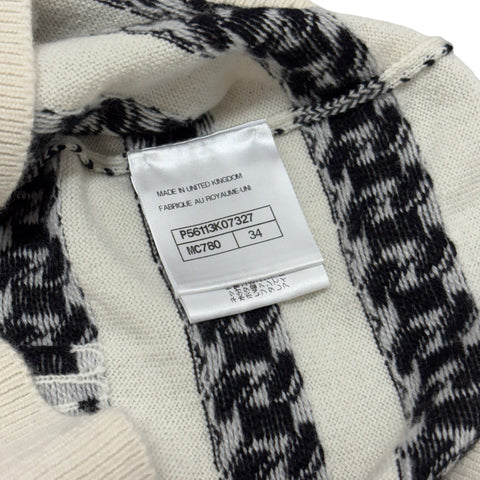 MADE IN UNITED KINGDOM
FABRIQUE AU ROYAUME-UNI
P56113K07327
MC780 34